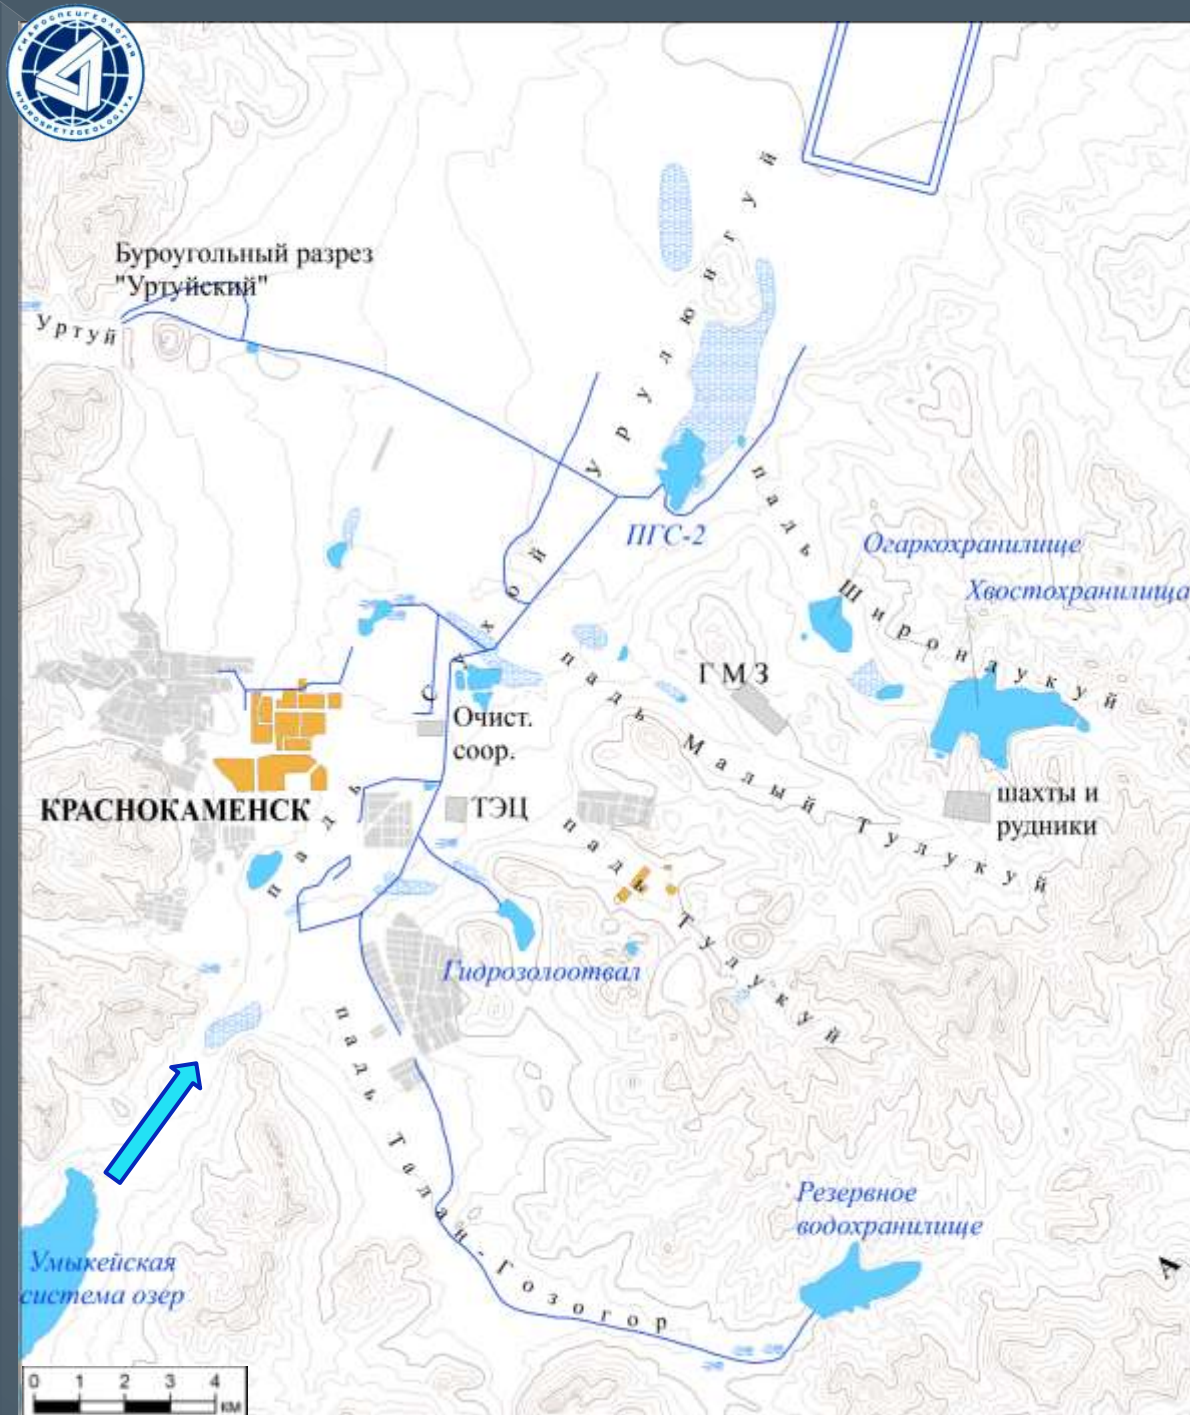 ГИДРОСПЕЦГЕОЛОГИЯ
HYDROSPETZGEOLOGIYA
Урулюнгуй
Буроугольный разрез
"Уртуйский"
Уртуй
ПГС-2
падь Широндукуй
Огаркохранилище
Хвостохранилища
падь Сухой
ГМЗ
падь Малый Тулукуй
Очист.
соор.
шахты и
рудники
КРАСНОКАМЕНСК
ТЭЦ
падь Тулукуй
Гидрозолоотвал
падь Талан-Гозогор
Резервное
водохранилище
Умыкейская
система озер
А
0 1 2 3 4
км